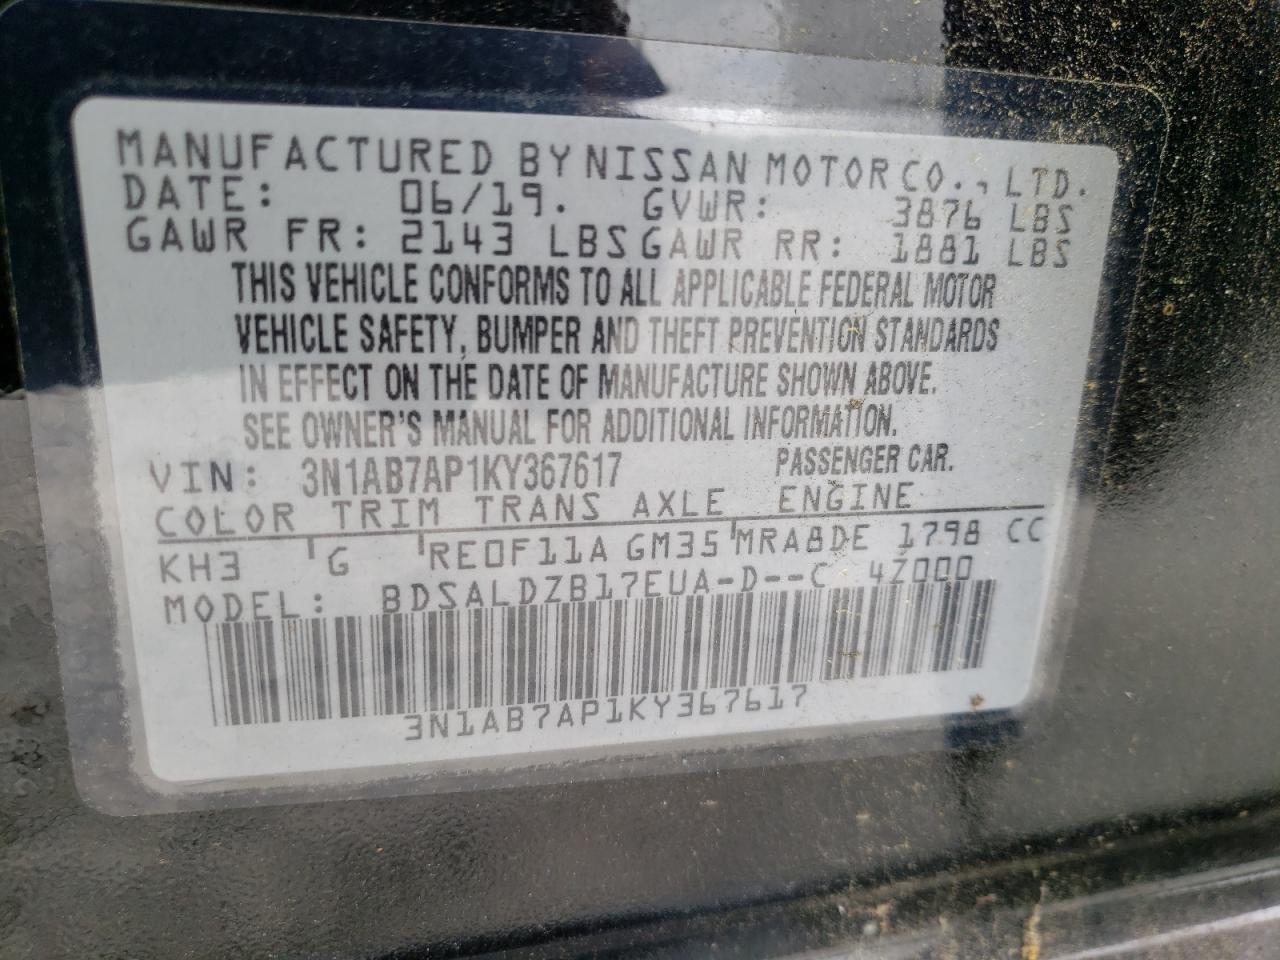 MANUFACTURED BY NISSAN MOTOR CO., LTD.
DATE: 06/19. GVWR: 3876 LBS
GAWR FR: 2143 LBS GAWR RR: 1881 LBS
THIS VEHICLE CONFORMS TO ALL APPLICABLE FEDERAL MOTOR
VEHICLE SAFETY, BUMPER AND THEFT PREVENTION STANDARDS
IN EFFECT ON THE DATE OF MANUFACTURE SHOWN ABOVE.
SEE OWNER'S MANUAL FOR ADDITIONAL INFORMATION.
VIN: 3N1AB7AP1KY367617 PASSENGER CAR.
COLOR TRIM TRANS AXLE ENGINE
KH3 G RE0F11A GM35 MRA8DE 1798 CC
MODEL: BDSALDZB17EUA-D--C 4Z000
3N1AB7AP1KY367617